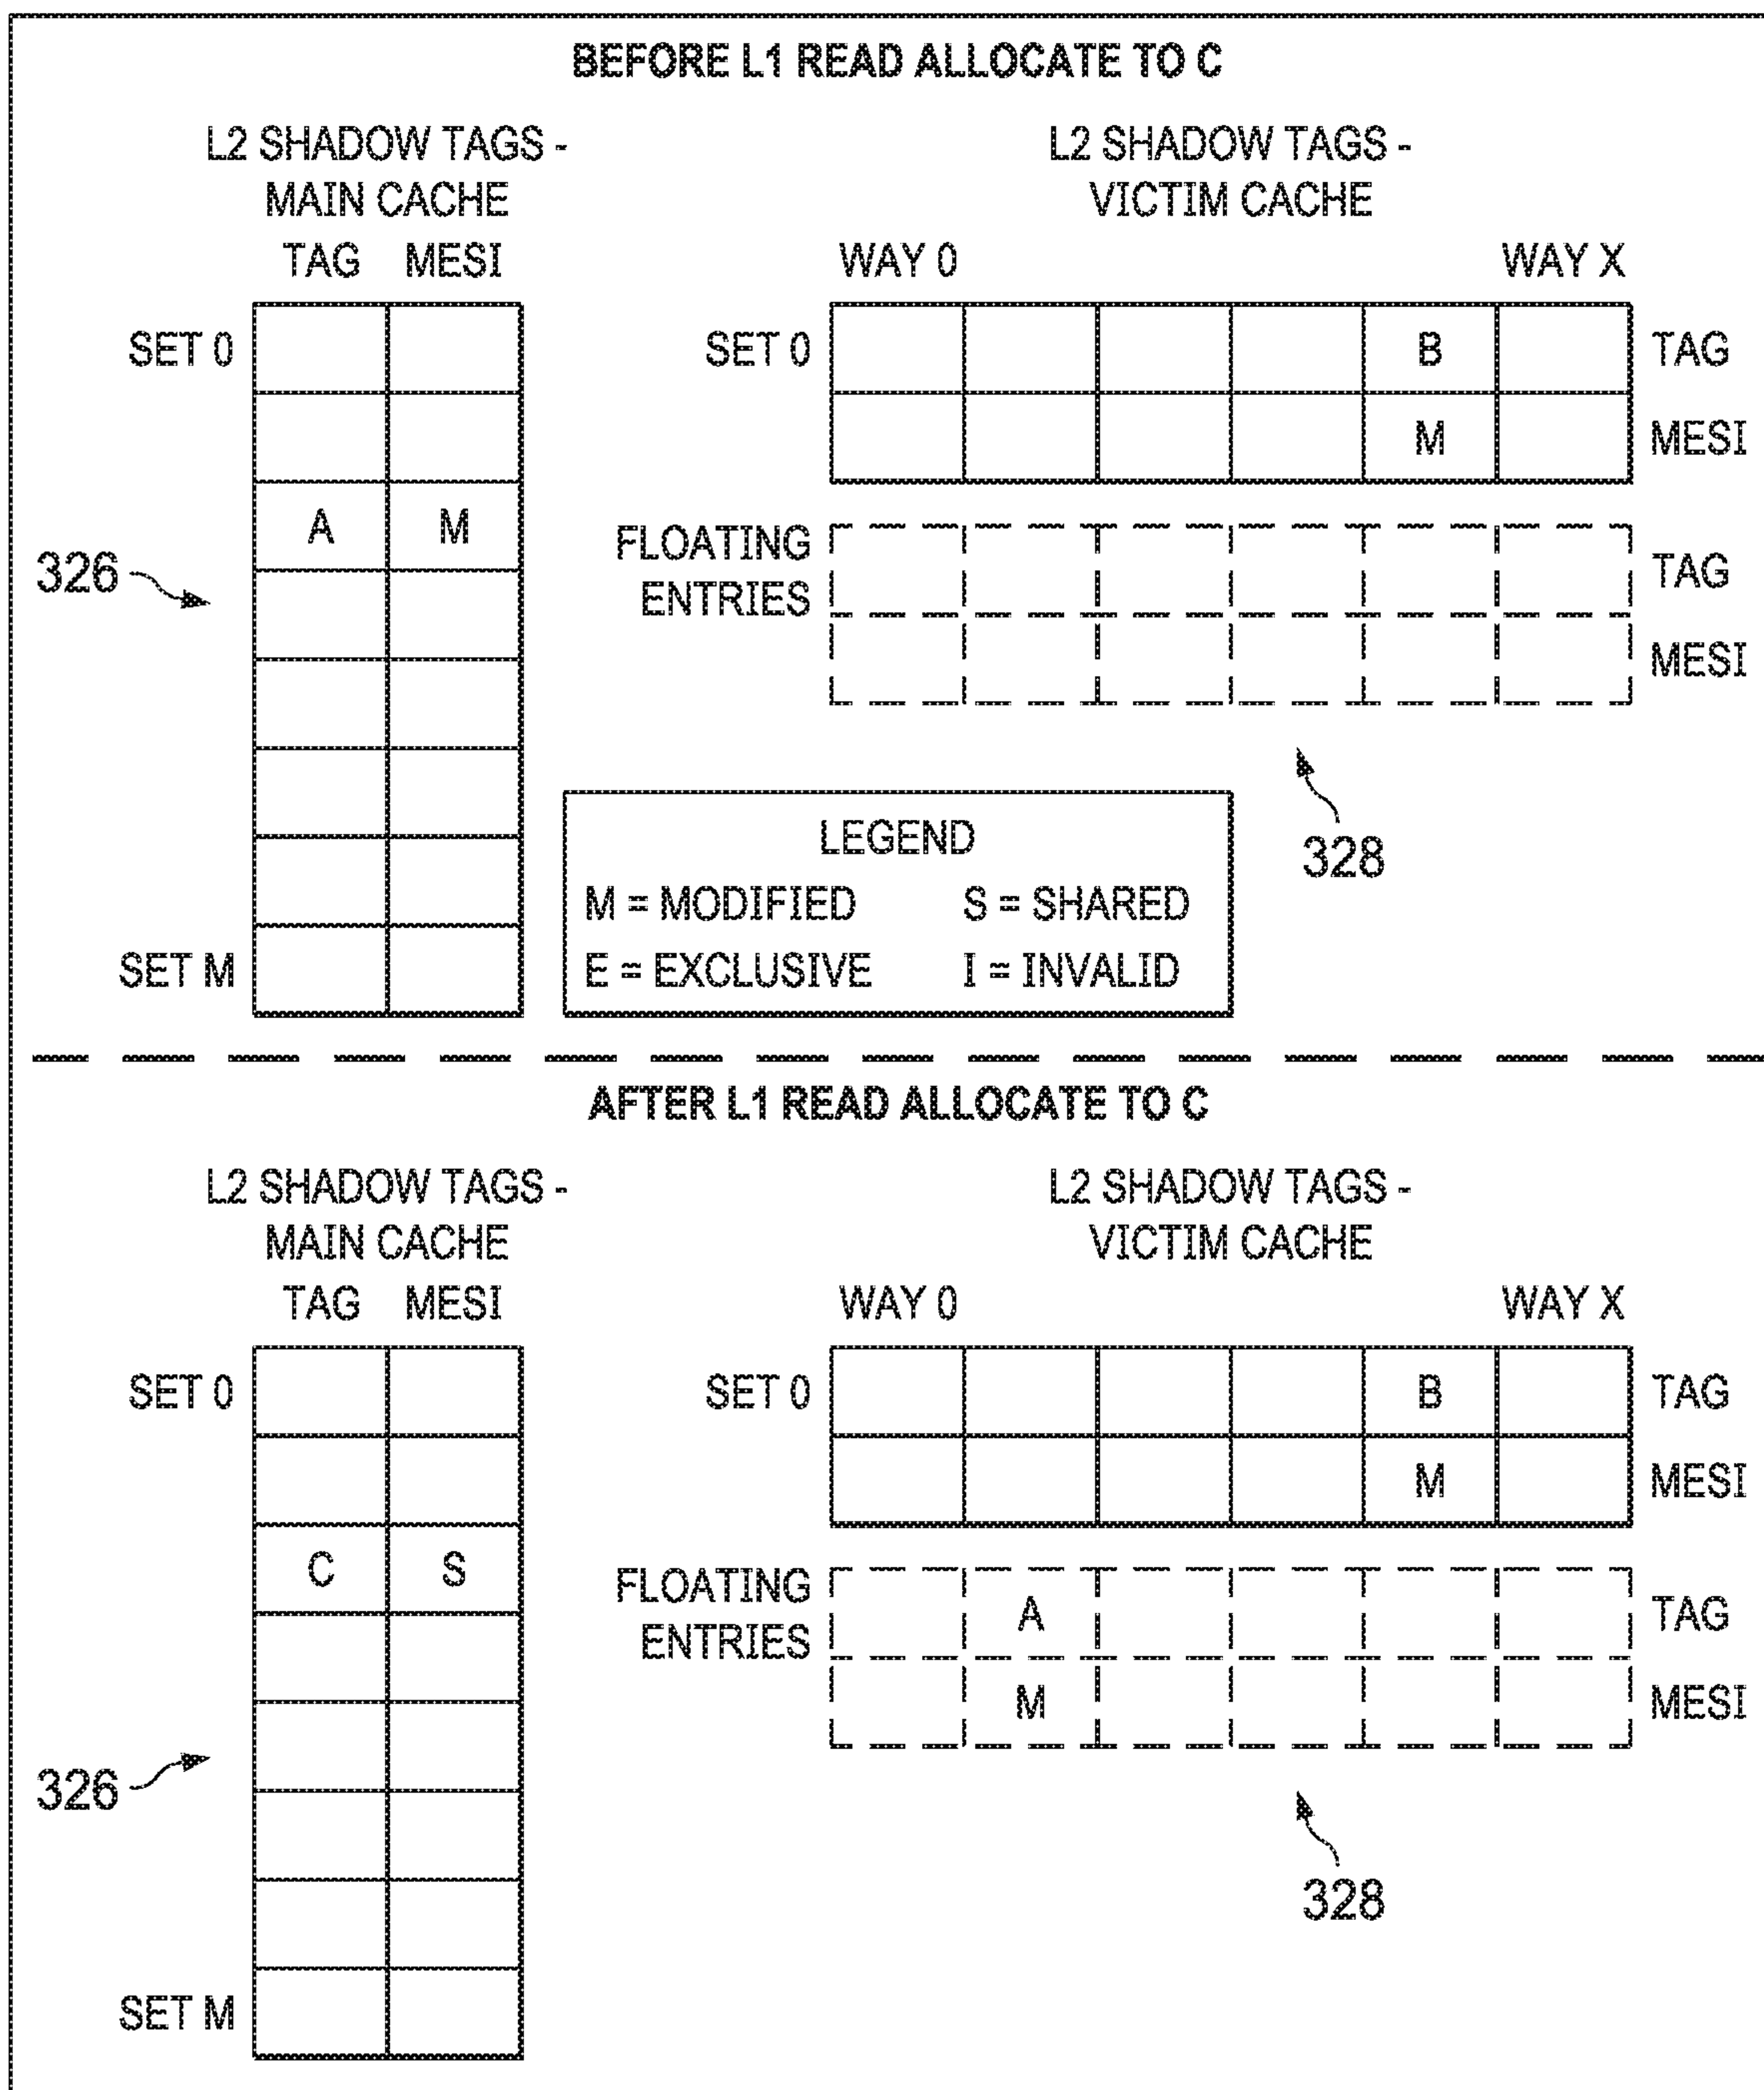 BEFORE L1 READ ALLOCATE TO C
L2 SHADOW TAGS -
MAIN CACHE
TAG MESI
SET 0
A M
326
SET M
L2 SHADOW TAGS -
VICTIM CACHE
WAY 0 WAY X
SET 0 B TAG
M MESI
FLOATING
ENTRIES
TAG
MESI
328
LEGEND
M = MODIFIED S = SHARED
E = EXCLUSIVE I = INVALID
AFTER L1 READ ALLOCATE TO C
L2 SHADOW TAGS -
MAIN CACHE
TAG MESI
SET 0
C S
326
SET M
L2 SHADOW TAGS -
VICTIM CACHE
WAY 0 WAY X
SET 0 B TAG
M MESI
FLOATING
ENTRIES
A TAG
M MESI
328